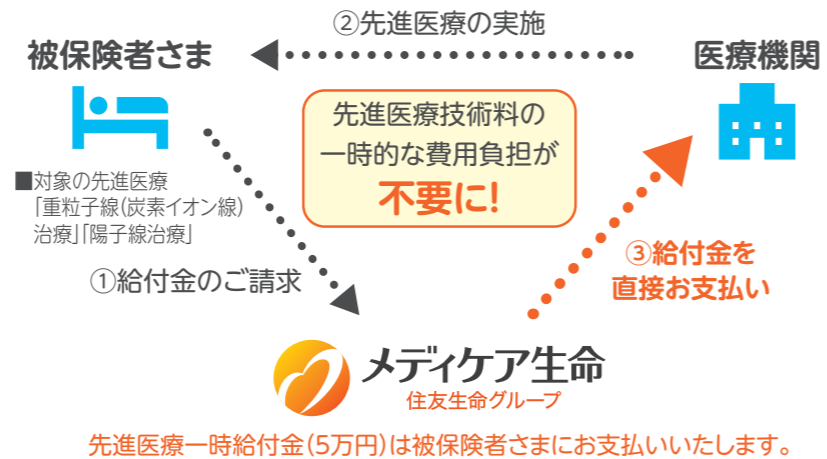 ②先進医療の実施
被保険者さま
医療機関
先進医療技術料の
一時的な費用負担が
不要に!
■対象の先進医療
「重粒子線(炭素イオン線)
治療」「陽子線治療」
①給付金のご請求
③給付金を
直接お支払い
メディケア生命
住友生命グループ
先進医療一時給付金(5万円)は被保険者さまにお支払いいたします。